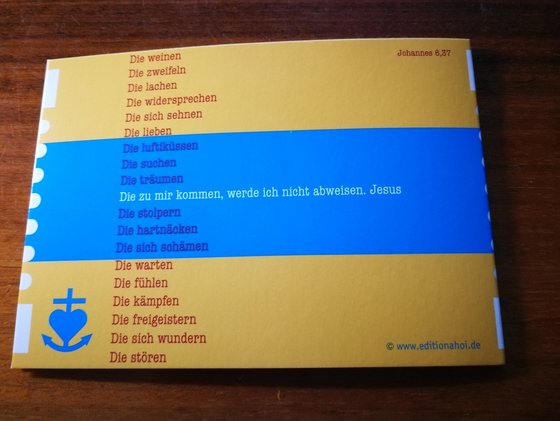 Johannes 6,37
Die weinen
Die zweifeln
Die lachen
Die widersprechen
Die sich sehnen
Die lieben
Die luftiküssen
Die suchen
Die träumen
Die zu mir kommen, werde ich nicht abweisen. Jesus
Die stolpern
Die hartnäcken
Die sich schämen
Die warten
Die fühlen
Die kämpfen
Die freigeistern
Die sich wundern
Die stören
© www.editionahoi.de